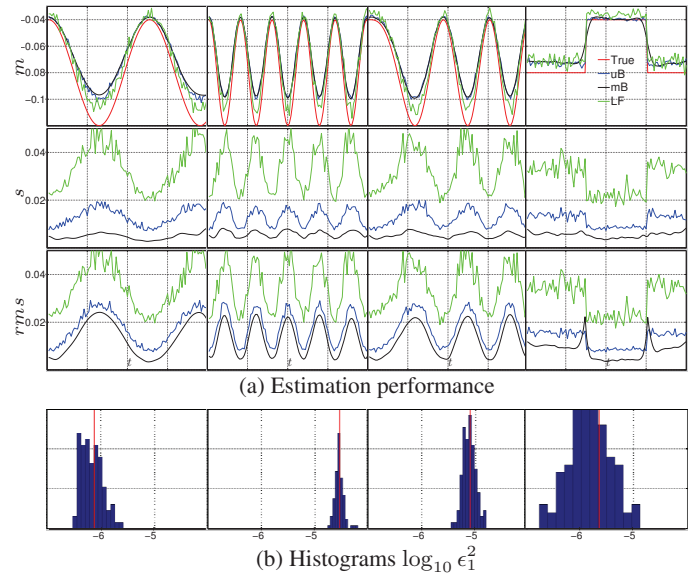 m
−0.04
−0.06
−0.08
−0.1
True
uB
mB
LF
s
0.04
0.02
rms
0.04
0.02
t t t t
(a) Estimation performance
−6 −5 −6 −5 −6 −5 −6 −5
(b) Histograms log₁₀ ϵ₁²